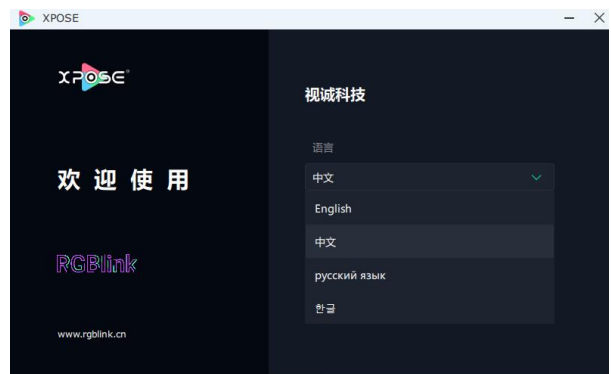 XPOSE
XPOSE®
欢迎使用
RGBlink
www.rgblink.cn
视诚科技
语言
中文
English
中文
русский язык
한글